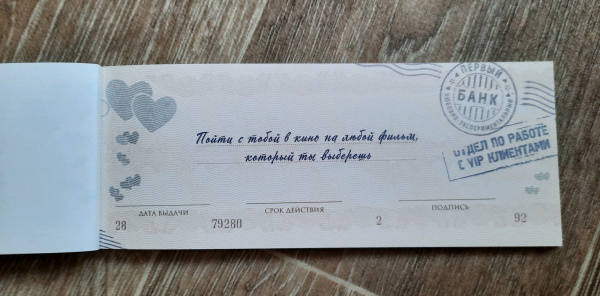 ПЕРВЫЙ
БАНК
ОТДЕЛ ПО РАБОТЕ
С VIP КЛИЕНТАМИ
Пойти с тобой в кино на любой фильм,
который ты выберешь
ДАТА ВЫДАЧИ
СРОК ДЕЙСТВИЯ
ПОДПИСЬ
28
79280
2
92